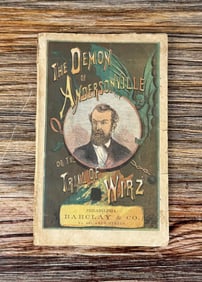 THE DEMON
OF
ANDERSONVILLE
OR, THE
TRIAL OF
WIRZ
PHILADELPHIA:
BARCLAY & CO.